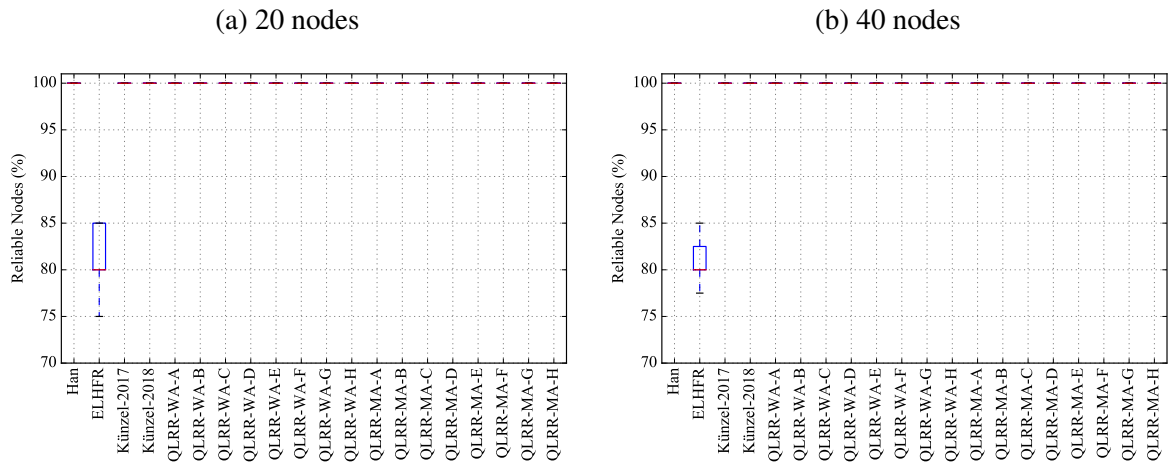 (a) 20 nodes
100
95
90
85
80
75
70
Reliable Nodes (%)
Han
ELHFR
Künzel-2017
Künzel-2018
QLRR-WA-A
QLRR-WA-B
QLRR-WA-C
QLRR-WA-D
QLRR-WA-E
QLRR-WA-F
QLRR-WA-G
QLRR-WA-H
QLRR-MA-A
QLRR-MA-B
QLRR-MA-C
QLRR-MA-D
QLRR-MA-E
QLRR-MA-F
QLRR-MA-G
QLRR-MA-H
(b) 40 nodes
100
95
90
85
80
75
70
Reliable Nodes (%)
Han
ELHFR
Künzel-2017
Künzel-2018
QLRR-WA-A
QLRR-WA-B
QLRR-WA-C
QLRR-WA-D
QLRR-WA-E
QLRR-WA-F
QLRR-WA-G
QLRR-WA-H
QLRR-MA-A
QLRR-MA-B
QLRR-MA-C
QLRR-MA-D
QLRR-MA-E
QLRR-MA-F
QLRR-MA-G
QLRR-MA-H